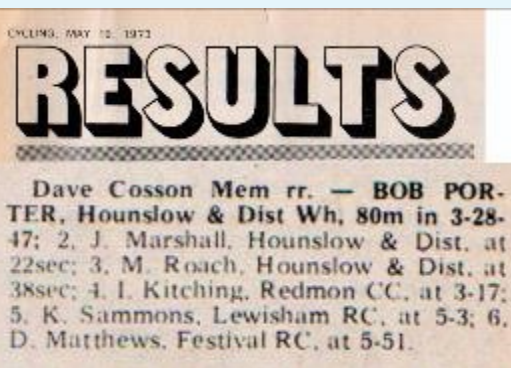 CYCLING, MAY 19, 1973
RESULTS
Dave Cosson Mem rr. — BOB POR-
TER, Hounslow & Dist Wh, 80m in 3-28-
47; 2, J. Marshall, Hounslow & Dist. at
22sec; 3, M. Roach, Hounslow & Dist. at
38sec; 4, I. Kitching, Redmon CC, at 3-17;
5, K. Sammons, Lewisham RC, at 5-3; 6,
D. Matthews, Festival RC, at 5-51.